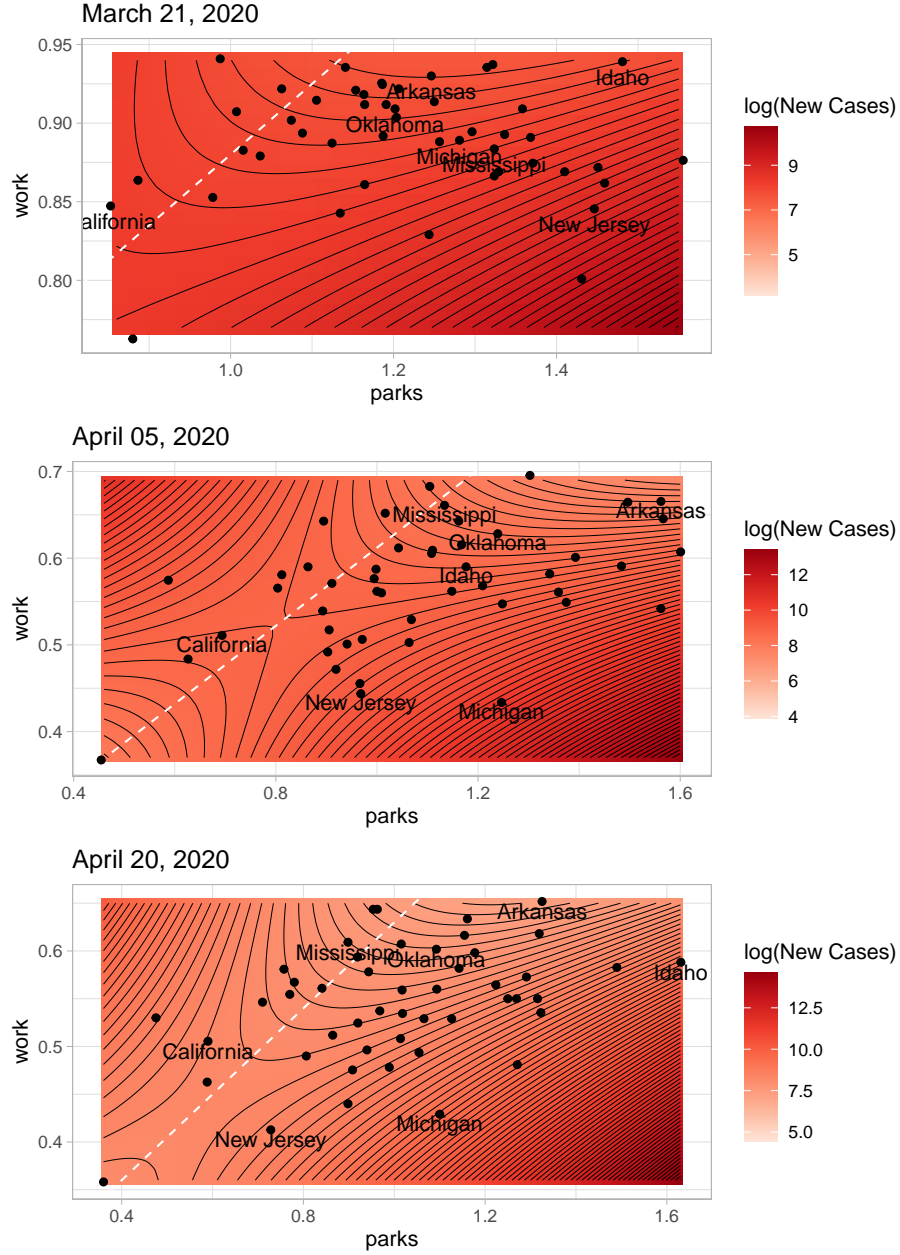 March 21, 2020
0.95
0.90
0.85
0.80
work
Idaho
Arkansas
Oklahoma
Michigan
Mississippi
alifornia
New Jersey
1.0 1.2 1.4
parks
log(New Cases)
9
7
5
April 05, 2020
0.7
0.6
0.5
0.4
work
Mississippi
Arkansas
Oklahoma
Idaho
California
New Jersey
Michigan
0.4 0.8 1.2 1.6
parks
log(New Cases)
12
10
8
6
4
April 20, 2020
0.6
0.5
0.4
work
Arkansas
Mississippi
Oklahoma
Idaho
California
Michigan
New Jersey
0.4 0.8 1.2 1.6
parks
log(New Cases)
12.5
10.0
7.5
5.0